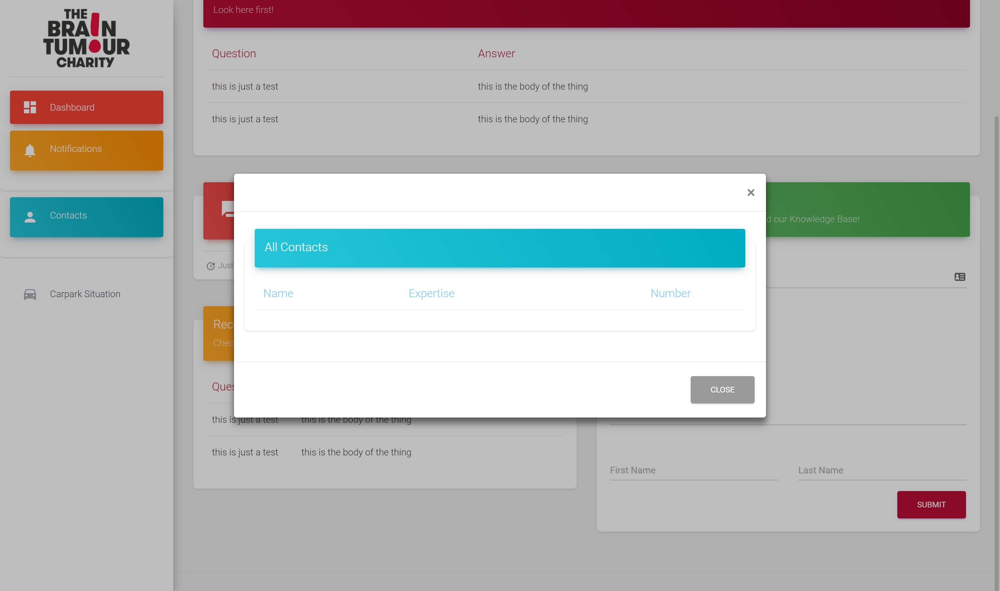 THE
BRAIN
TUMOUR
CHARITY
Dashboard
Notifications
Contacts
Carpark Situation
Look here first!
Question Answer
this is just a test this is the body of the thing
this is just a test this is the body of the thing
our Knowledge Base!
Just
×
All Contacts
Name Expertise Number
CLOSE
this is just a test this is the body of the thing
this is just a test this is the body of the thing
First Name Last Name
SUBMIT